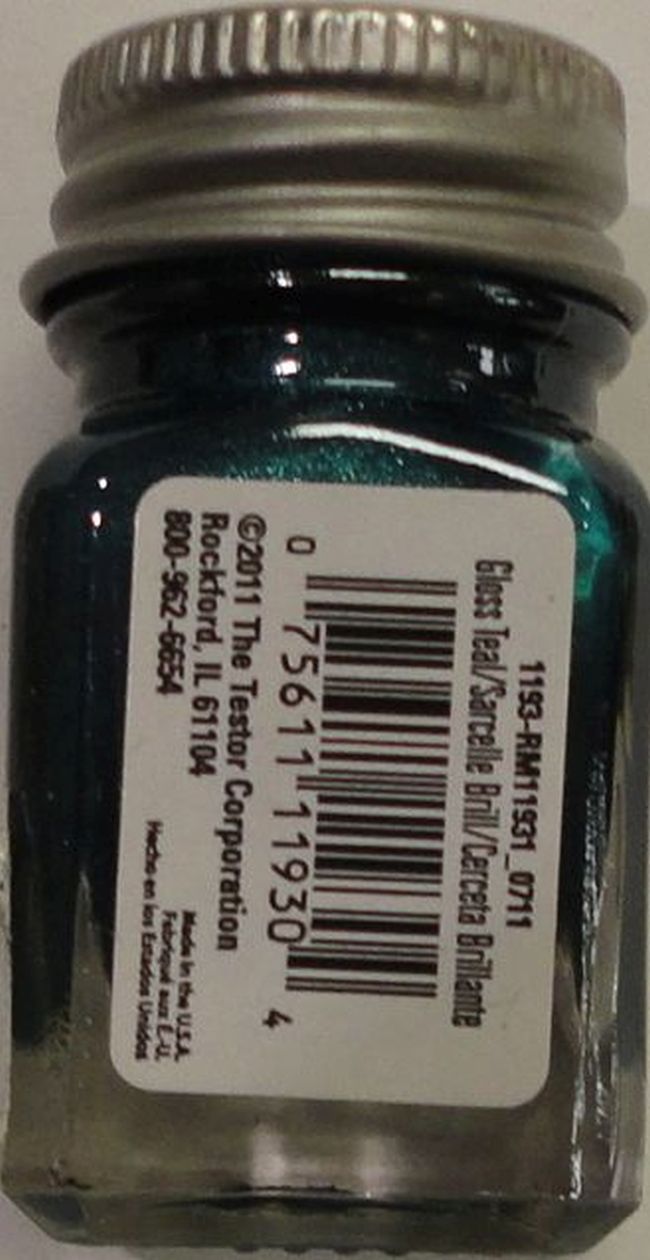 1193-RM11931_0711
Gloss Teal/Sarcelle Brill/Cerceta Brillante
0 75611 11930 4
©2011 The Testor Corporation
Rockford, IL 61104
800-962-6654
Made in the U.S.A.
Fabriqué aux É.-U.
Hecho en los Estados Unidos